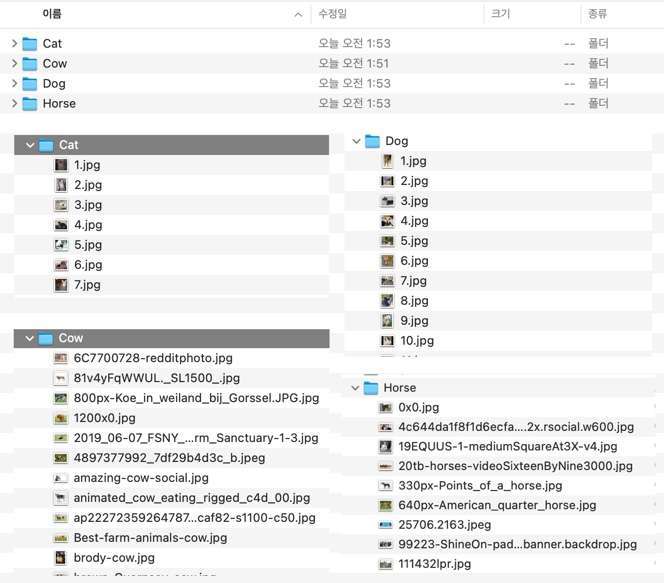 이름 수정일 크기 종류
Cat 오늘 오전 1:53 -- 폴더
Cow 오늘 오전 1:51 -- 폴더
Dog 오늘 오전 1:53 -- 폴더
Horse 오늘 오전 1:53 -- 폴더
Cat
1.jpg
2.jpg
3.jpg
4.jpg
5.jpg
6.jpg
7.jpg
Dog
1.jpg
2.jpg
3.jpg
4.jpg
5.jpg
6.jpg
7.jpg
8.jpg
9.jpg
10.jpg
Cow
6C7700728-redditphoto.jpg
81v4yFqWWUL._SL1500_.jpg
800px-Koe_in_weiland_bij_Gorssel.JPG.jpg
1200x0.jpg
2019_06-07_FSNY_...rm_Sanctuary-1-3.jpg
4897377992_7df29b4d3c_b.jpeg
amazing-cow-social.jpg
animated_cow_eating_rigged_c4d_00.jpg
ap22272359264787...caf82-s1100-c50.jpg
Best-farm-animals-cow.jpg
brody-cow.jpg
Horse
0x0.jpg
4c644da1f8f1d6ecfa....2x.rsocial.w600.jpg
19EQUUS-1-mediumSquareAt3X-v4.jpg
20tb-horses-videoSixteenByNine3000.jpg
330px-Points_of_a_horse.jpg
640px-American_quarter_horse.jpg
25706.2163.jpeg
99223-ShineOn-pad...banner.backdrop.jpg
111432lpr.jpg